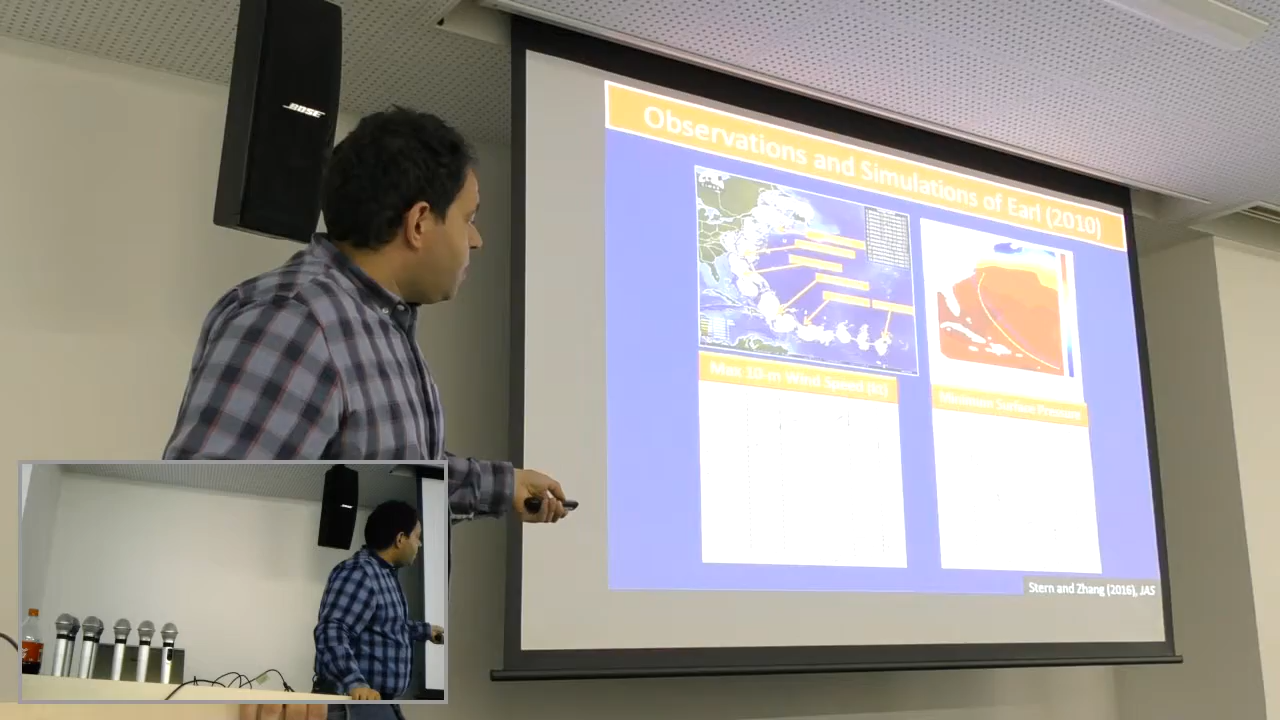 BOSE
Observations and Simulations of Earl (2010)
Max 10-m Wind Speed (kt)
Minimum Surface Pressure
Stern and Zhang (2016), JAS